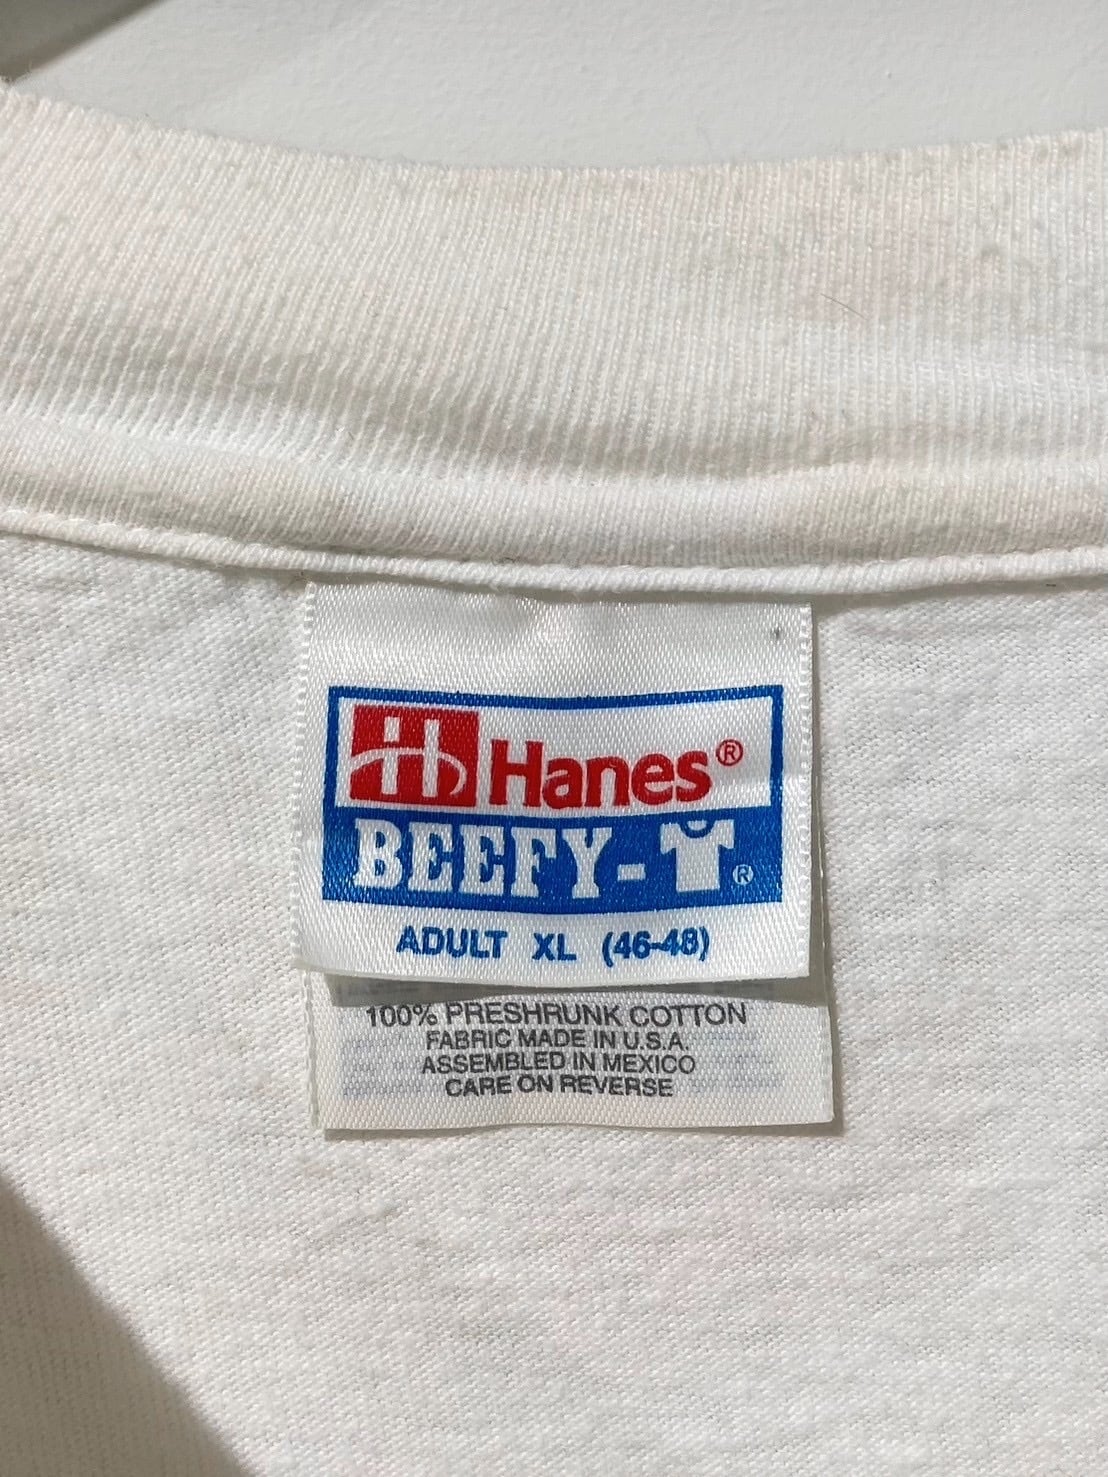 Hanes®
BEEFY-T®
ADULT XL (46-48)
100% PRESHRUNK COTTON
FABRIC MADE IN U.S.A.
ASSEMBLED IN MEXICO
CARE ON REVERSE